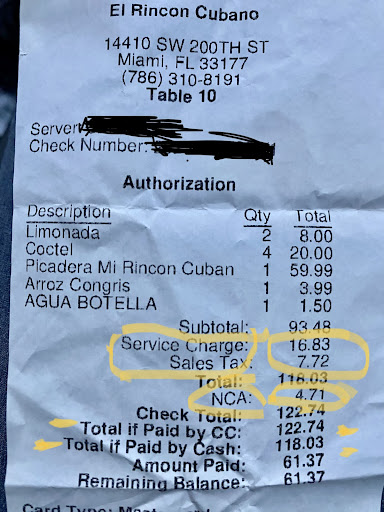 El Rincon Cubano
14410 SW 200TH ST
Miami, FL 33177
(786) 310-8191
Table 10
Server
Check Number:
Authorization
Description Qty Total
Limonada 2 8.00
Coctel 4 20.00
Picadera Mi Rincon Cuban 1 59.99
Arroz Congris 1 3.99
AGUA BOTELLA 1 1.50
Subtotal: 93.48
Service Charge: 16.83
Sales Tax: 7.72
Total: 118.03
NCA: 4.71
Check Total: 122.74
Total if Paid by CC: 122.74
Total if Paid by Cash: 118.03
Amount Paid: 61.37
Remaining Balance: 61.37
Card Type: